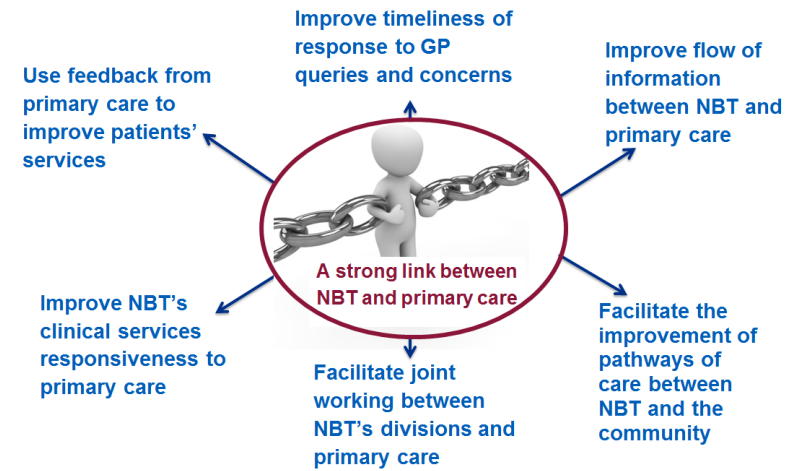 Improve timeliness of
response to GP
queries and concerns
Improve flow of
information
between NBT and
primary care
Use feedback from
primary care to
improve patients’
services
A strong link between
NBT and primary care
Improve NBT’s
clinical services
responsiveness to
primary care
Facilitate joint
working between
NBT’s divisions and
primary care
Facilitate the
improvement of
pathways of
care between
NBT and the
community